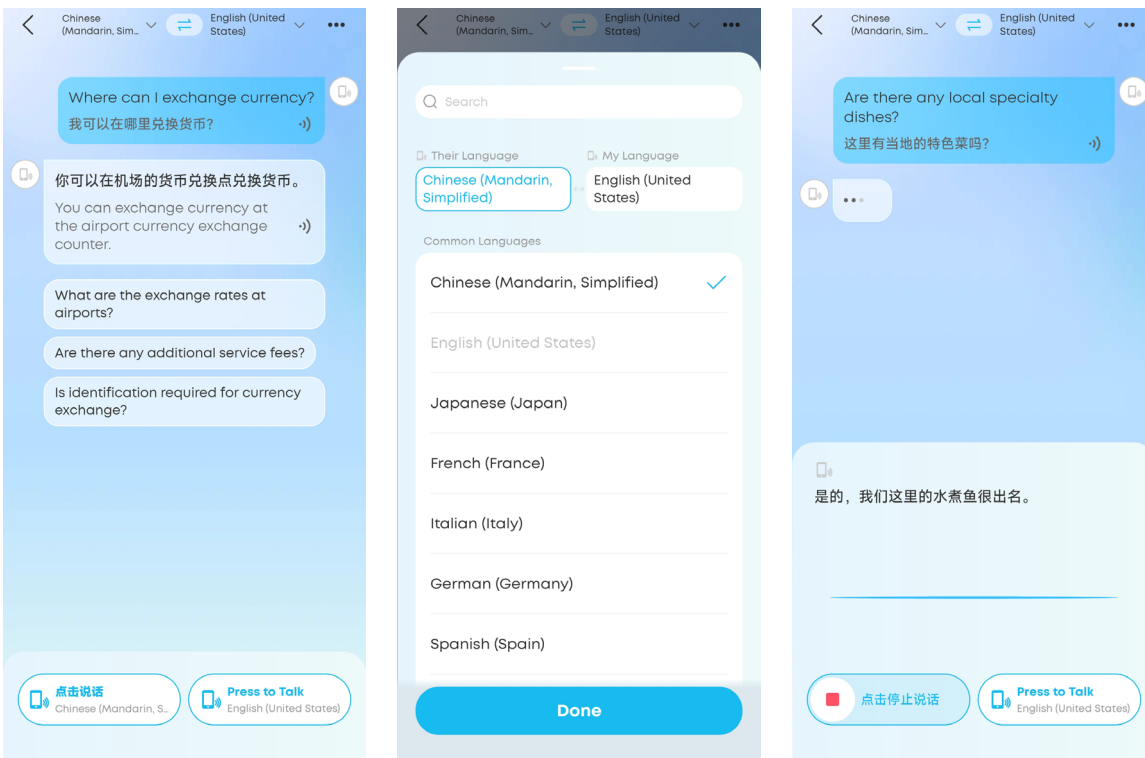 Chinese
(Mandarin, Sim...
English (United
States)
Where can I exchange currency?
我可以在哪里兑换货币？
你可以在机场的货币兑换点兑换货币。
You can exchange currency at
the airport currency exchange
counter.
What are the exchange rates at
airports?
Are there any additional service fees?
Is identification required for currency
exchange?
点击说话
Chinese (Mandarin, S...
Press to Talk
English (United States)
Chinese
(Mandarin, Sim...
English (United
States)
Search
Their Language
My Language
Chinese (Mandarin,
Simplified)
English (United
States)
Common Languages
Chinese (Mandarin, Simplified)
English (United States)
Japanese (Japan)
French (France)
Italian (Italy)
German (Germany)
Spanish (Spain)
Done
Chinese
(Mandarin, Sim...
English (United
States)
Are there any local specialty
dishes?
这里有当地的特色菜吗？
是的，我们这里的水煮鱼很出名。
点击停止说话
Press to Talk
English (United States)